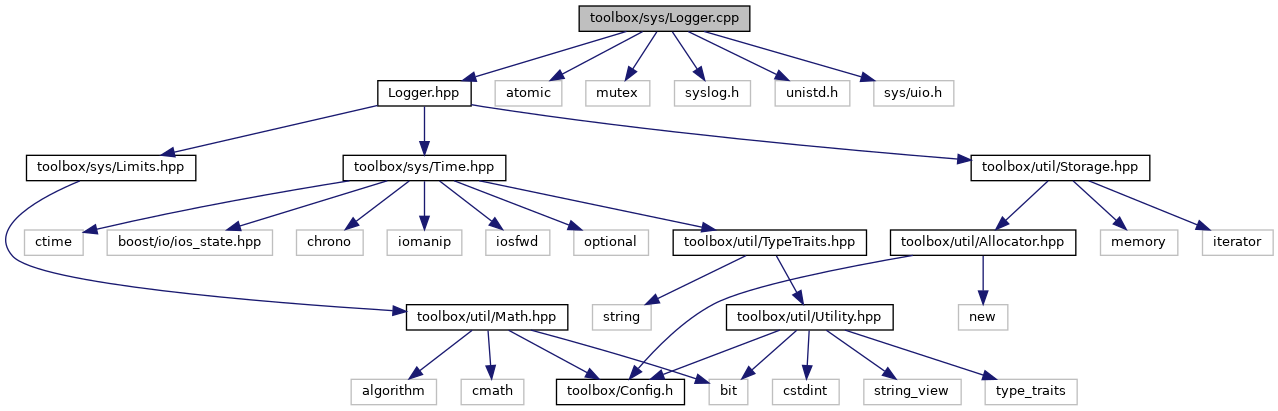 toolbox/sys/Logger.cpp
Logger.hpp
atomic
mutex
syslog.h
unistd.h
sys/uio.h
toolbox/sys/Limits.hpp
toolbox/sys/Time.hpp
toolbox/util/Storage.hpp
ctime
boost/io/ios_state.hpp
chrono
iomanip
iosfwd
optional
toolbox/util/TypeTraits.hpp
toolbox/util/Allocator.hpp
memory
iterator
toolbox/util/Math.hpp
string
toolbox/util/Utility.hpp
new
algorithm
cmath
toolbox/Config.h
bit
cstdint
string_view
type_traits